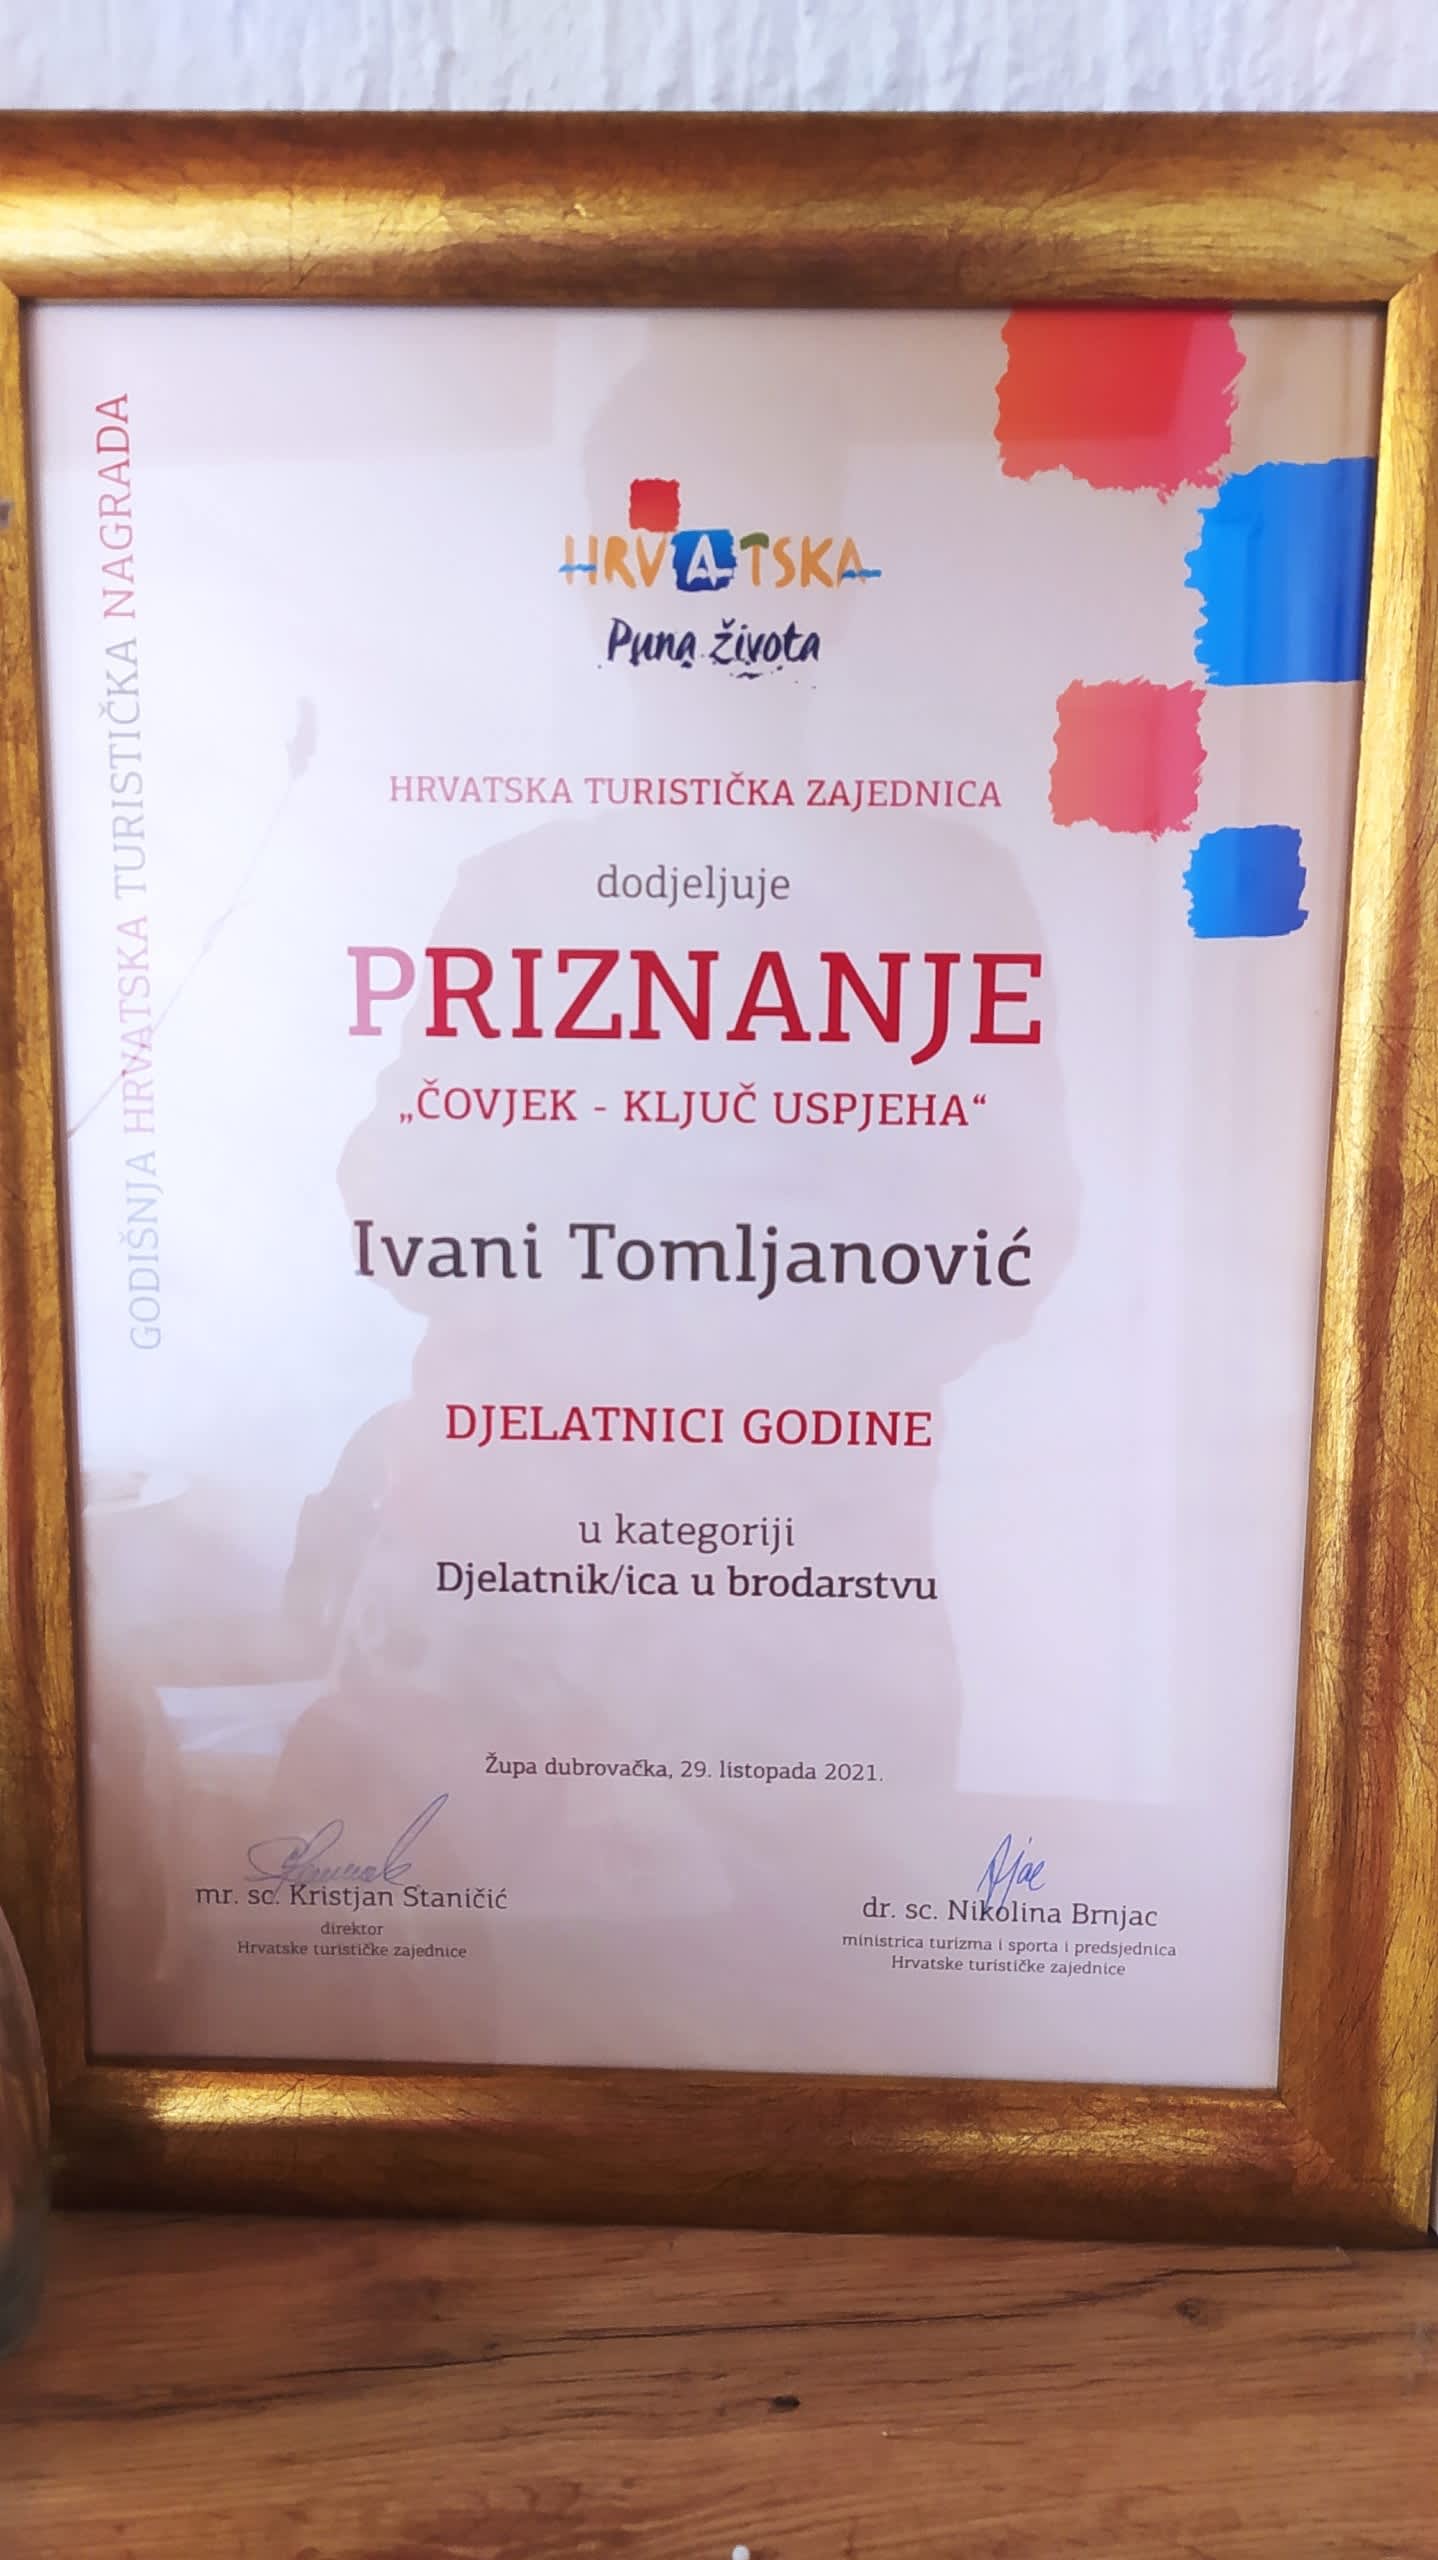 GODIŠNJA HRVATSKA TURISTIČKA NAGRADA
HRVATSKA
Puna života
HRVATSKA TURISTIČKA ZAJEDNICA
dodjeljuje
PRIZNANJE
„ČOVJEK - KLJUČ USPJEHA“
Ivani Tomljanović
DJELATNICI GODINE
u kategoriji
Djelatnik/ica u brodarstvu
Župa dubrovačka, 29. listopada 2021.
mr. sc. Kristjan Staničić
direktor
Hrvatske turističke zajednice
dr. sc. Nikolina Brnjac
ministrica turizma i sporta i predsjednica
Hrvatske turističke zajednice